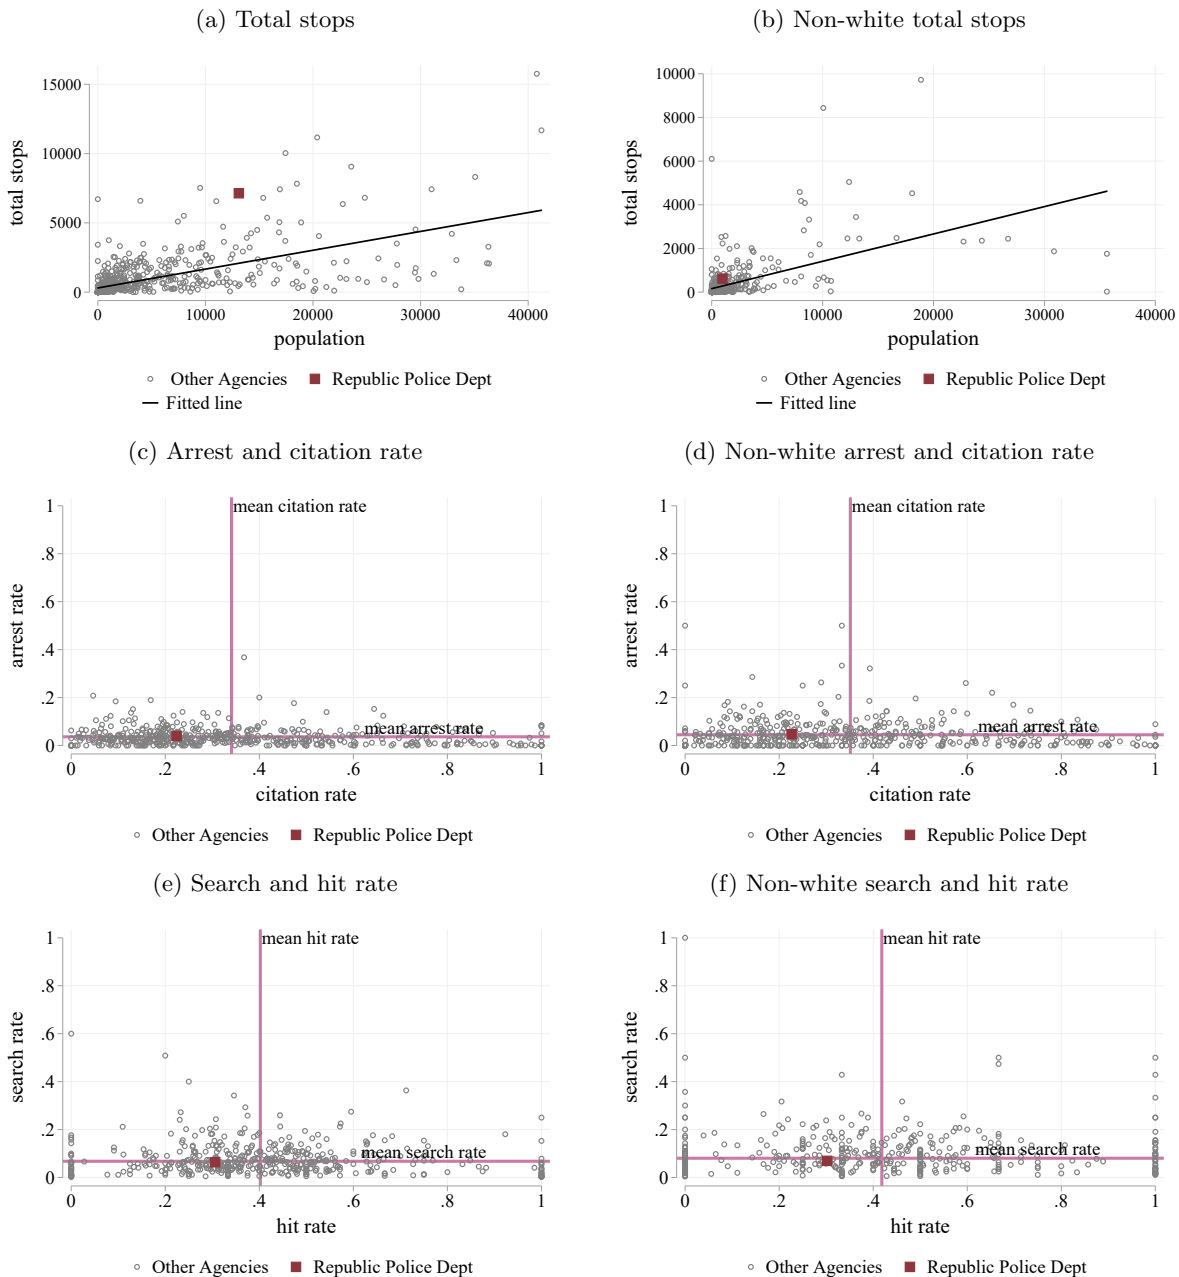 (a) Total stops
total stops
15000
10000
5000
0
0 10000 20000 30000 40000
population
Other Agencies Republic Police Dept
Fitted line
(b) Non-white total stops
total stops
10000
8000
6000
4000
2000
0
0 10000 20000 30000 40000
population
Other Agencies Republic Police Dept
Fitted line
(c) Arrest and citation rate
mean citation rate
arrest rate
1
.8
.6
.4
.2
0
mean arrest rate
0 .2 .4 .6 .8 1
citation rate
Other Agencies Republic Police Dept
(d) Non-white arrest and citation rate
mean citation rate
arrest rate
1
.8
.6
.4
.2
0
mean arrest rate
0 .2 .4 .6 .8 1
citation rate
Other Agencies Republic Police Dept
(e) Search and hit rate
mean hit rate
search rate
1
.8
.6
.4
.2
0
mean search rate
0 .2 .4 .6 .8 1
hit rate
Other Agencies Republic Police Dept
(f) Non-white search and hit rate
mean hit rate
search rate
1
.8
.6
.4
.2
0
mean search rate
0 .2 .4 .6 .8 1
hit rate
Other Agencies Republic Police Dept